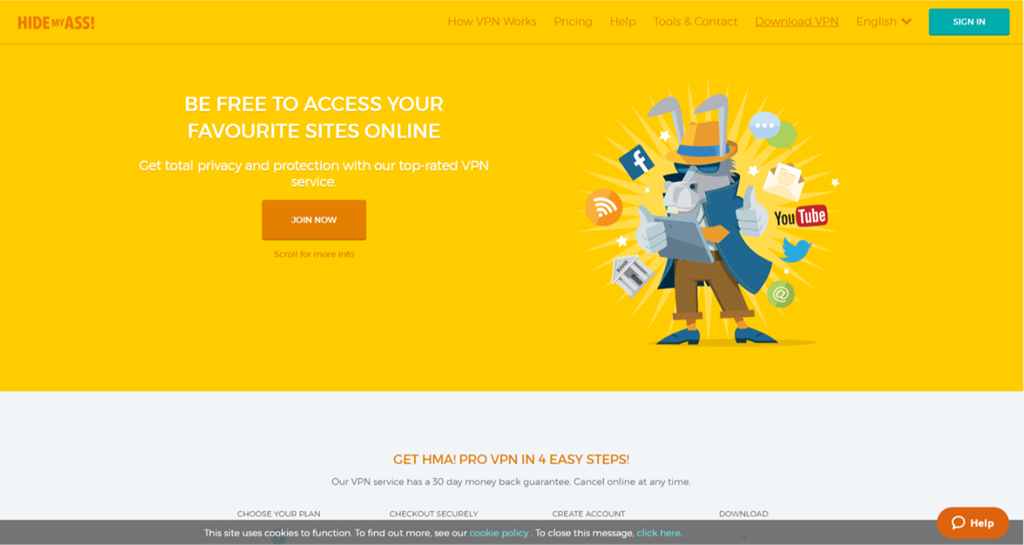 HIDE MY ASS!
How VPN Works Pricing Help Tools & Contact Download VPN English SIGN IN
BE FREE TO ACCESS YOUR
FAVOURITE SITES ONLINE
Get total privacy and protection with our top-rated VPN
service.
JOIN NOW
Scroll for more info
f
YouTube
BANK
@
GET HMA! PRO VPN IN 4 EASY STEPS!
Our VPN service has a 30 day money back guarantee. Cancel online at any time.
CHOOSE YOUR PLAN CHECKOUT SECURELY CREATE ACCOUNT DOWNLOAD
This site uses cookies to function. To find out more, see our cookie policy . To close this message, click here.
Help